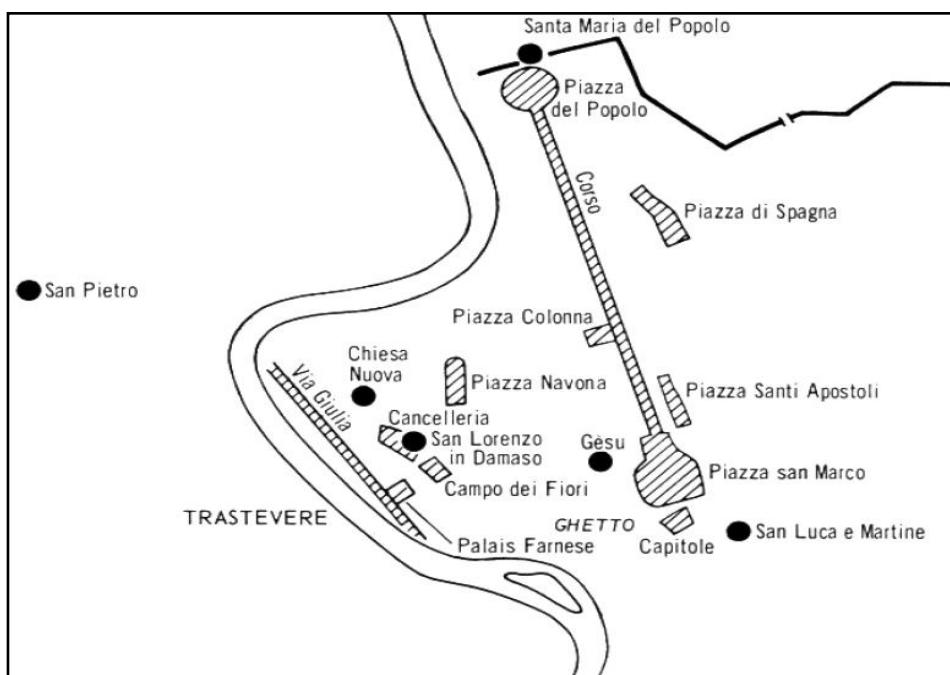 Santa Maria del Popolo
Piazza
del Popolo
Corso
Piazza di Spagna
San Pietro
Piazza Colonna
Chiesa
Nuova
Via Giulia
Piazza Navona
Piazza Santi Apostoli
Cancelleria
San Lorenzo
in Damaso
Gèsu
Piazza san Marco
Campo dei Fiori
TRASTEVERE
GHETTO
Palais Farnese
Capitole
San Luca e Martine